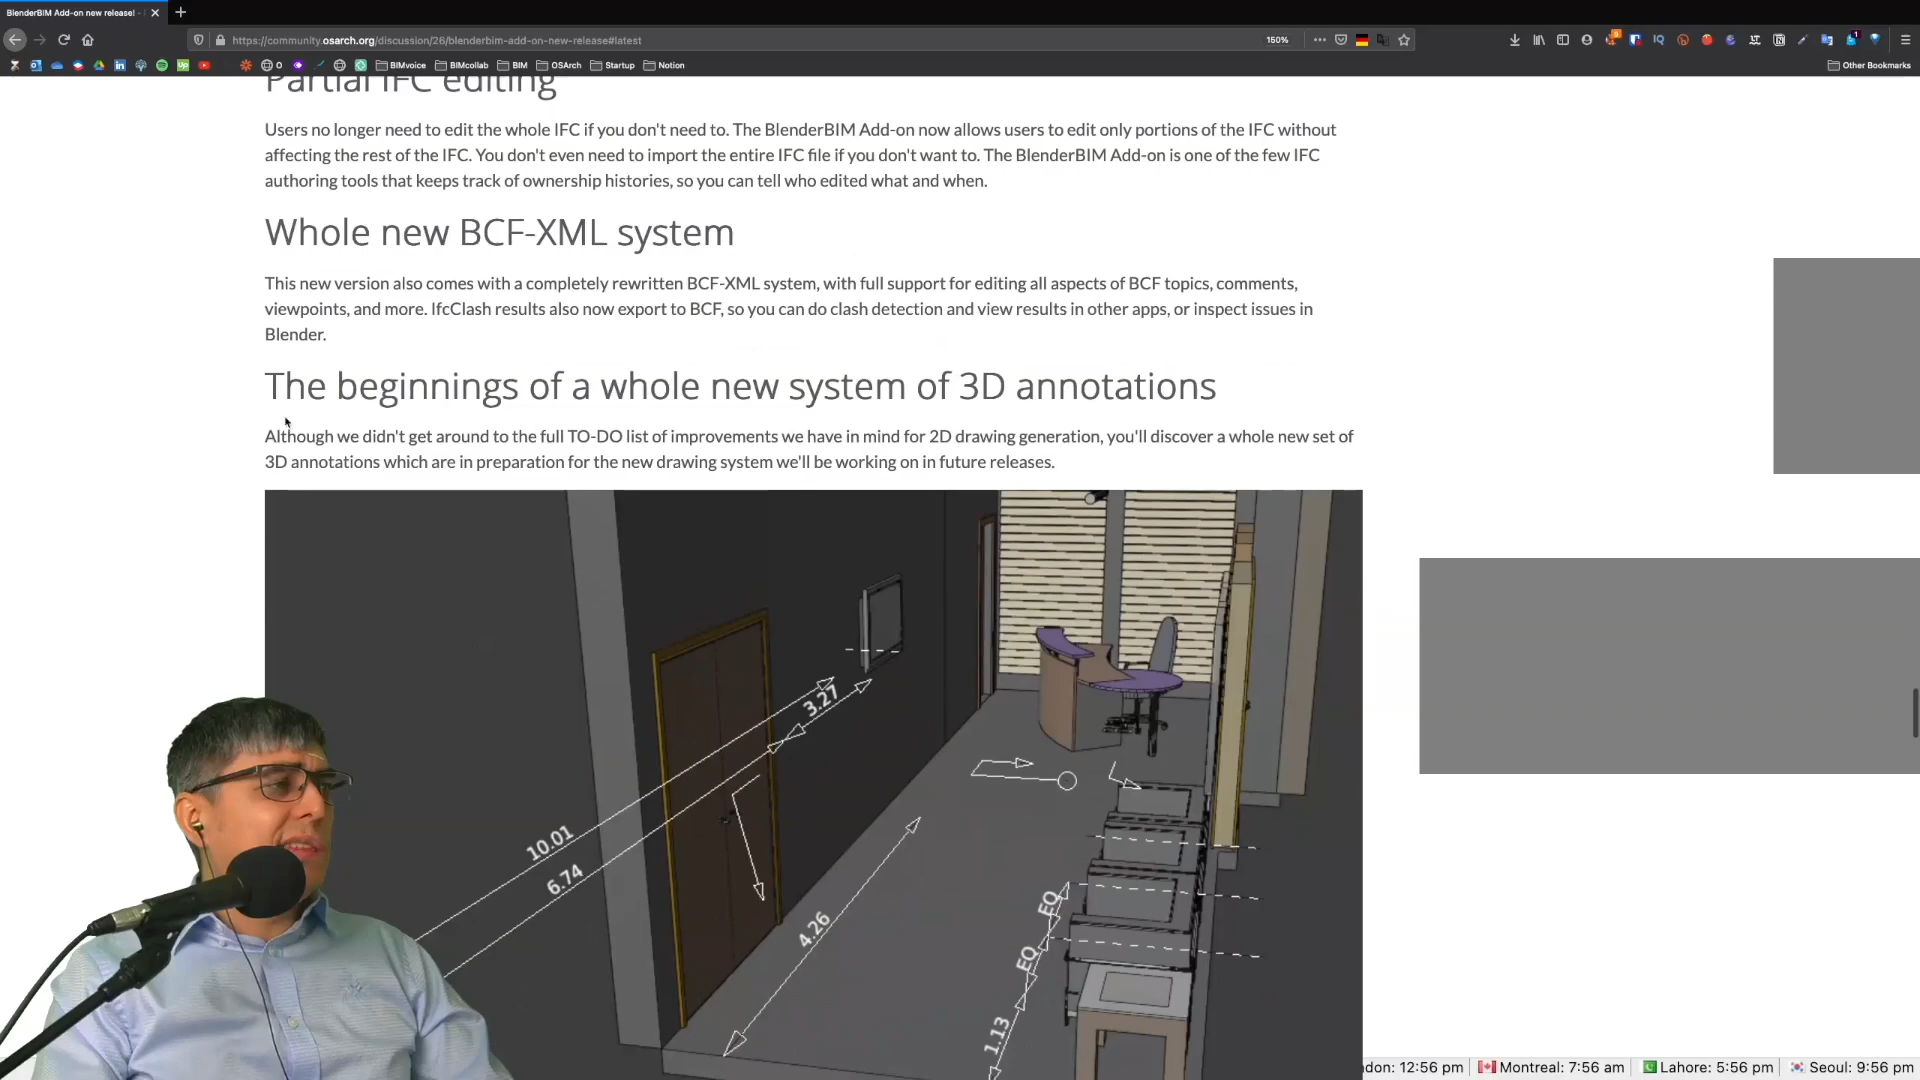 BlenderBIM Add-on new release! -
https://community.osarch.org/discussion/26/blenderbim-add-on-new-release#latest
150%
BIMvoice
BIMcollab
BIM
OSArch
Startup
Notion
Other Bookmarks
Partial IFC editing
Users no longer need to edit the whole IFC if you don't need to. The BlenderBIM Add-on now allows users to edit only portions of the IFC without
affecting the rest of the IFC. You don't even need to import the entire IFC file if you don't want to. The BlenderBIM Add-on is one of the few IFC
authoring tools that keeps track of ownership histories, so you can tell who edited what and when.
Whole new BCF-XML system
This new version also comes with a completely rewritten BCF-XML system, with full support for editing all aspects of BCF topics, comments,
viewpoints, and more. IfcClash results also now export to BCF, so you can do clash detection and view results in other apps, or inspect issues in
Blender.
The beginnings of a whole new system of 3D annotations
Although we didn't get around to the full TO-DO list of improvements we have in mind for 2D drawing generation, you'll discover a whole new set of
3D annotations which are in preparation for the new drawing system we'll be working on in future releases.
3.27
10.01
6.74
4.26
EQ
EQ
1.13
don: 12:56 pm
Montreal: 7:56 am
Lahore: 5:56 pm
Seoul: 9:56 pm